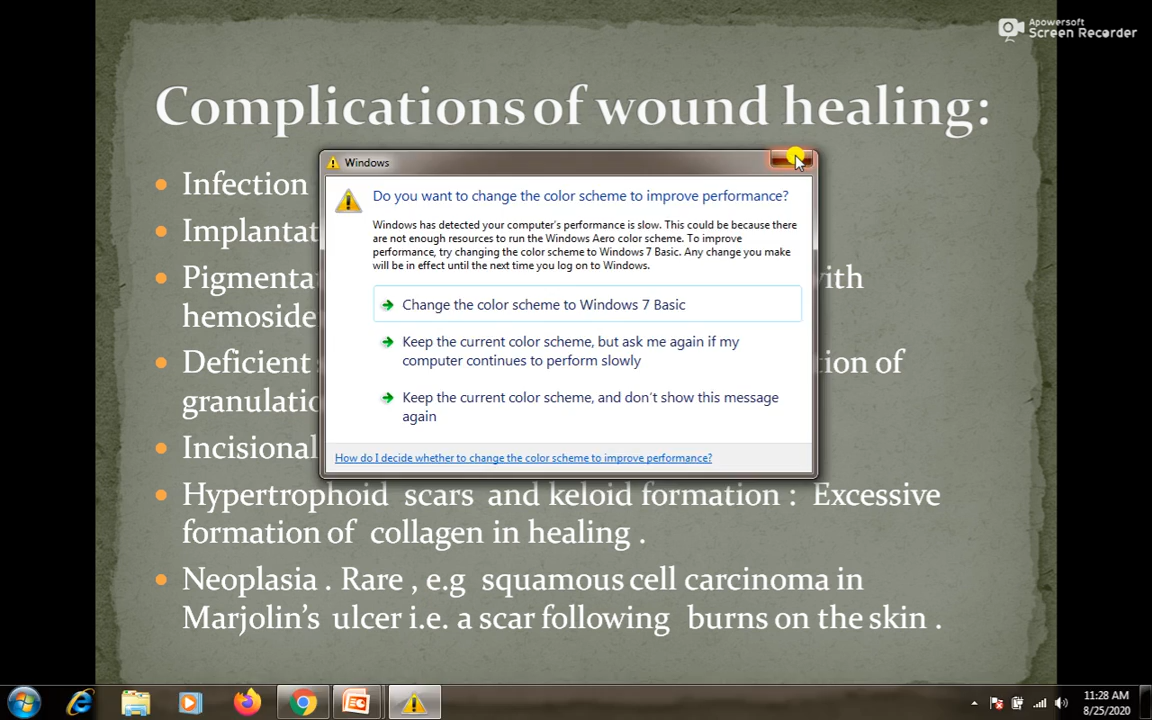 Apowersoft
Screen Recorder
Complications of wound healing:
Infection
Windows
Do you want to change the color scheme to improve performance?
Windows has detected your computer's performance is slow. This could be because
there are not enough resources to run the Windows Aero color scheme. To improve
performance, try changing the color scheme to Windows 7 Basic. Any change you make
will be in effect until the next time you log on to Windows.
Change the color scheme to Windows 7 Basic
Keep the current color scheme, but ask me again if my
computer continues to perform slowly
Keep the current color scheme, and don't show this message
again
How do I decide whether to change the color scheme to improve performance?
Deficient
of
Incisional
Hypertrophoid scars and keloid formation : Excessive
formation of collagen in healing .
Neoplasia . Rare , e.g squamous cell carcinoma in
Marjolin's ulcer i.e. a scar following burns on the skin .
11:28 AM
8/25/2020